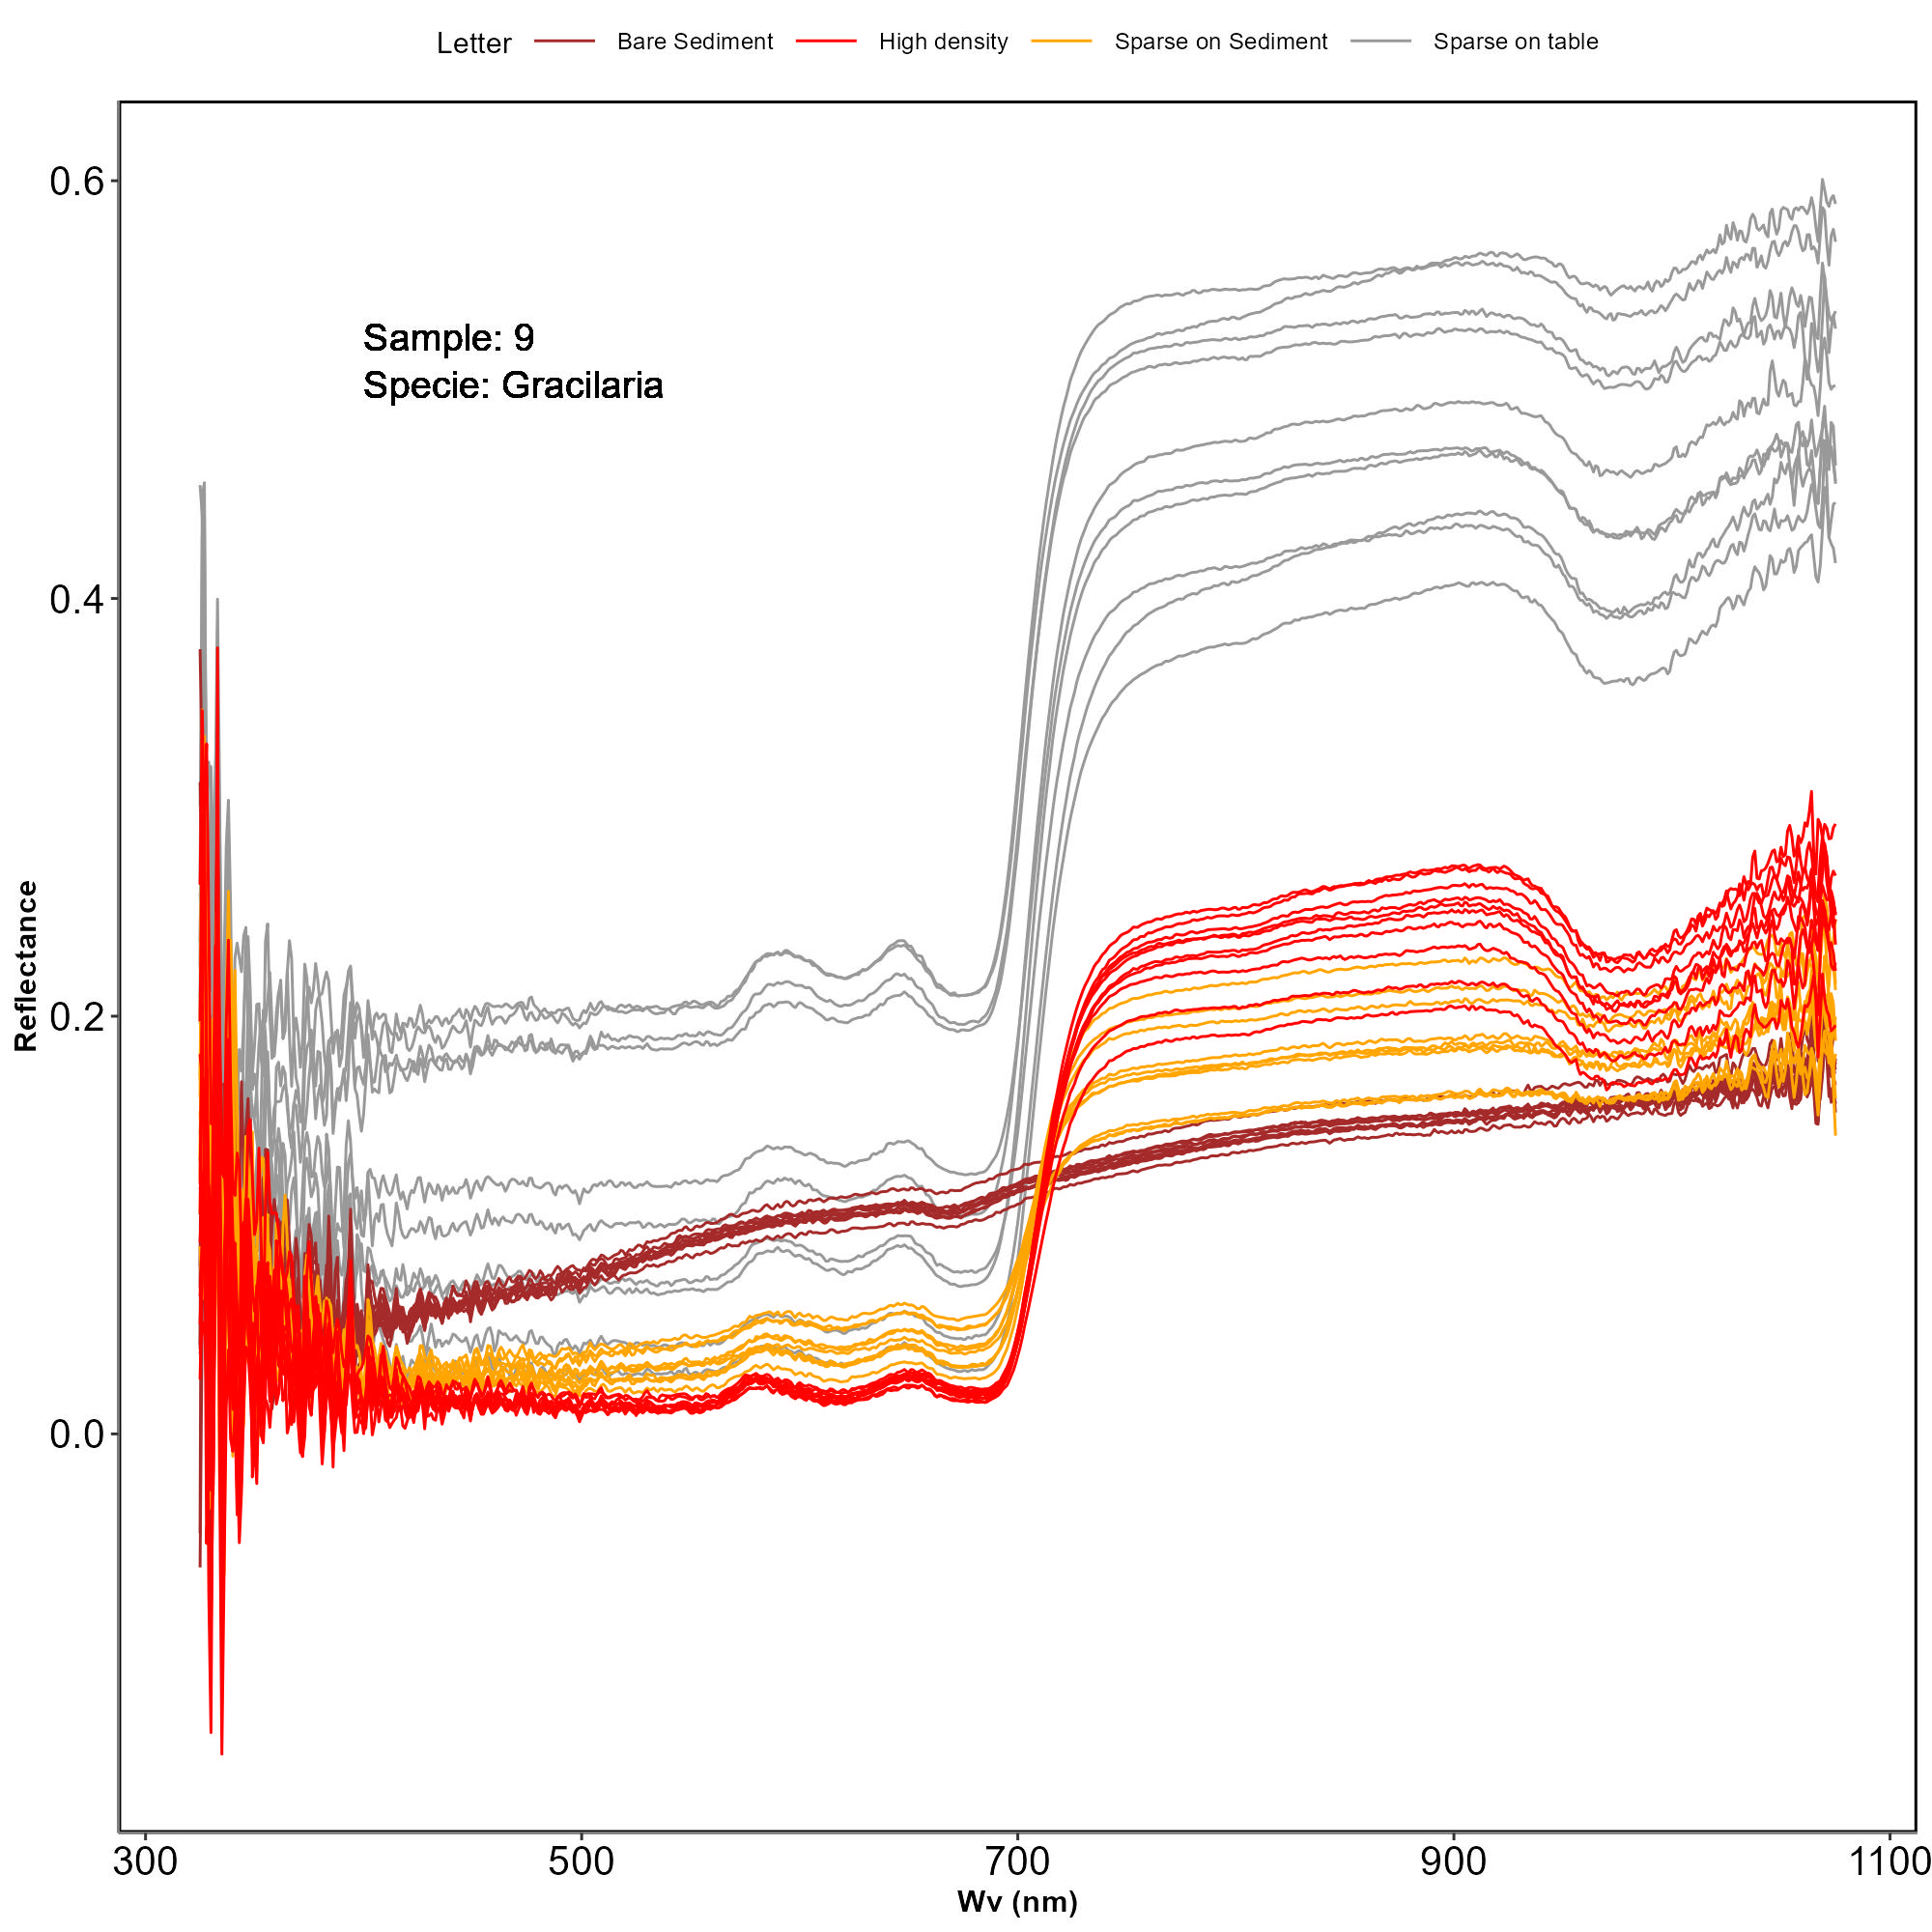 Letter Bare Sediment High density Sparse on Sediment Sparse on table
Sample: 9
Specie: Gracilaria
0.6
0.4
0.2
0.0
Reflectance
300 500 700 900 1100
Wv (nm)